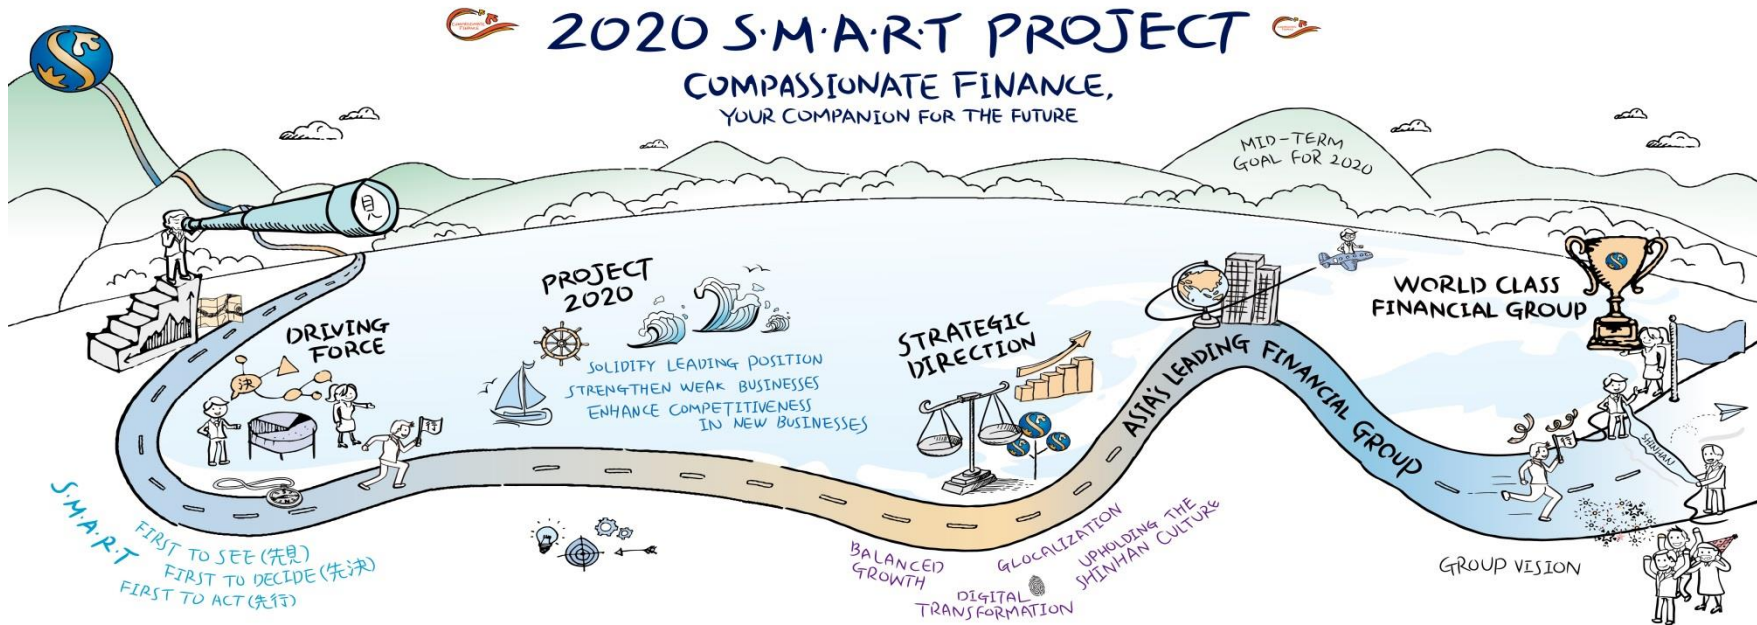 2020 S·M·A·R·T PROJECT
COMPASSIONATE FINANCE,
YOUR COMPANION FOR THE FUTURE
MID-TERM
GOAL FOR 2020
見
PROJECT
2020
SOLIDIFY LEADING POSITION
STRENGTHEN WEAK BUSINESSES
ENHANCE COMPETITIVENESS
IN NEW BUSINESSES
DRIVING
FORCE
決
行
S·M·A·R·T
FIRST TO SEE (先見)
FIRST TO DECIDE (先決)
FIRST TO ACT (先行)
STRATEGIC
DIRECTION
BALANCED
GROWTH
GLOCALIZATION
DIGITAL
TRANSFORMATION
UPHOLDING THE
SHINHAN CULTURE
ASIA'S LEADING FINANCIAL GROUP
WORLD CLASS
FINANCIAL GROUP
行
SHINHAN
GROUP VISION